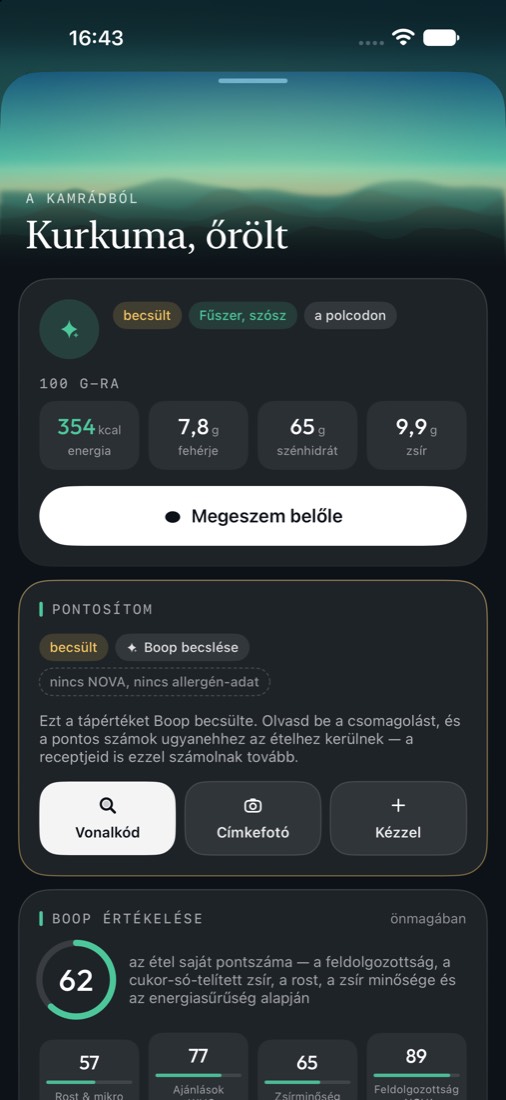 16:43
A KAMRÁDBÓL
Kurkuma, őrölt
becsült
Fűszer, szósz
a polcodon
100 G–RA
354 kcal
energia
7,8 g
fehérje
65 g
szénhidrát
9,9 g
zsír
Megeszem belőle
PONTOSÍTOM
becsült
Boop becslése
nincs NOVA, nincs allergén-adat
Ezt a tápértéket Boop becsülte. Olvasd be a csomagolást, és
a pontos számok ugyanehhez az ételhez kerülnek — a
receptjeid is ezzel számolnak tovább.
Vonalkód
Címkefotó
Kézzel
BOOP ÉRTÉKELÉSE
önmagában
62
az étel saját pontszáma — a feldolgozottság, a
cukor-só-telített zsír, a rost, a zsír minősége és
az energiasűrűség alapján
57
Rost & mikro
77
Ajánlások
65
Zsírminőség
89
Feldolgozottság